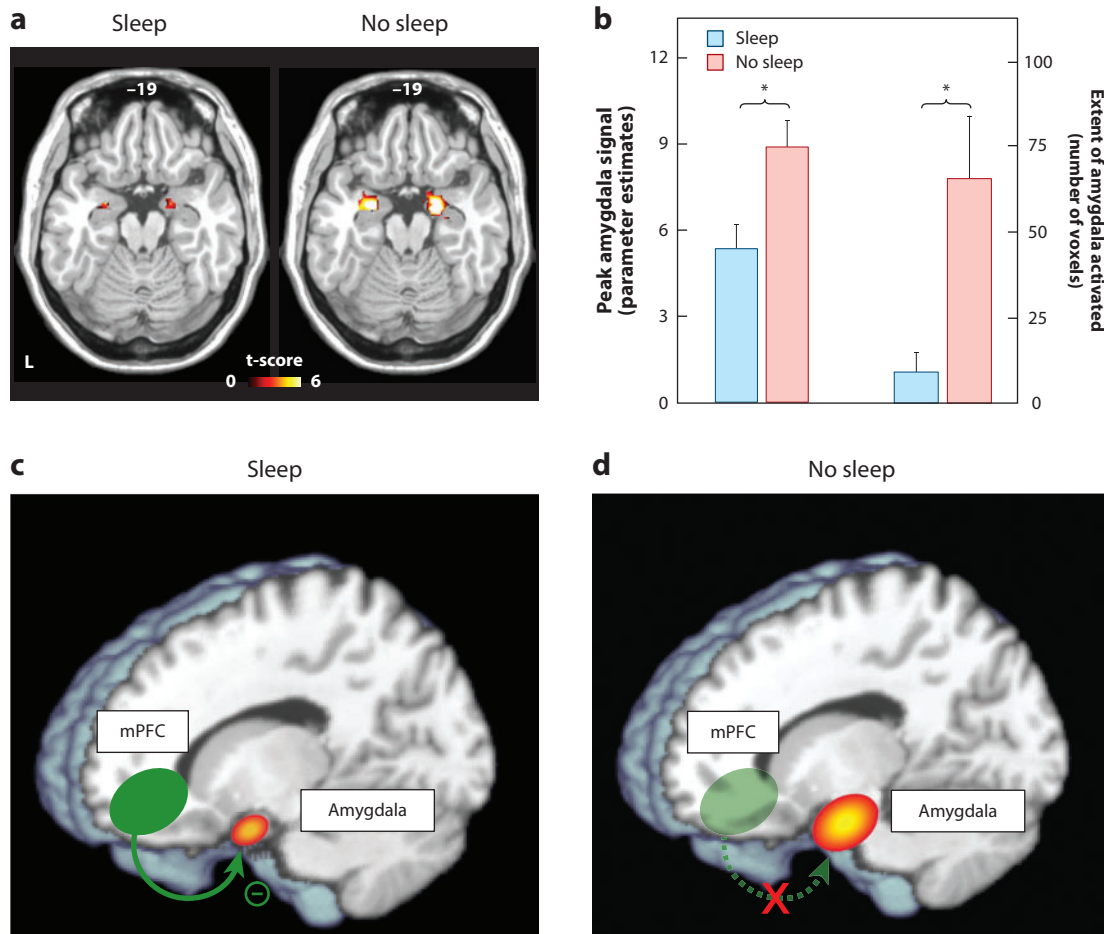 a
Sleep
No sleep
–19
–19
L
t-score
0
6
b
Sleep
No sleep
*
*
12
9
6
3
0
Peak amygdala signal
(parameter estimates)
100
75
50
25
0
Extent of amygdala activated
(number of voxels)
c
Sleep
mPFC
Amygdala
–
d
No sleep
mPFC
Amygdala
X